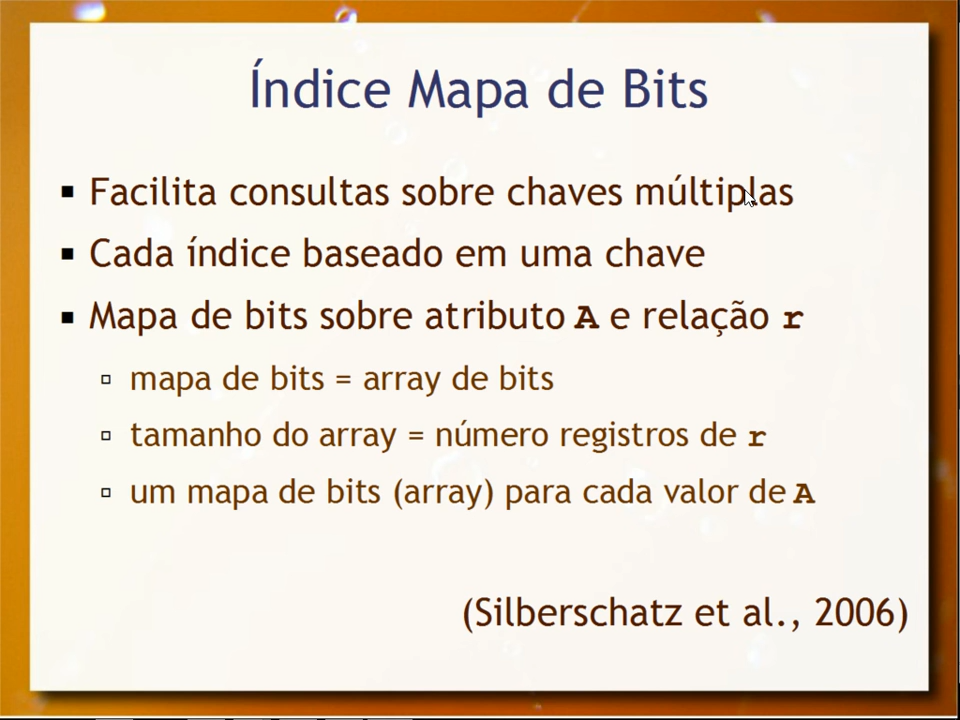 Índice Mapa de Bits
Facilita consultas sobre chaves múltiplas
Cada índice baseado em uma chave
Mapa de bits sobre atributo A e relação r
mapa de bits = array de bits
tamanho do array = número registros de r
um mapa de bits (array) para cada valor de A
(Silberschatz et al., 2006)